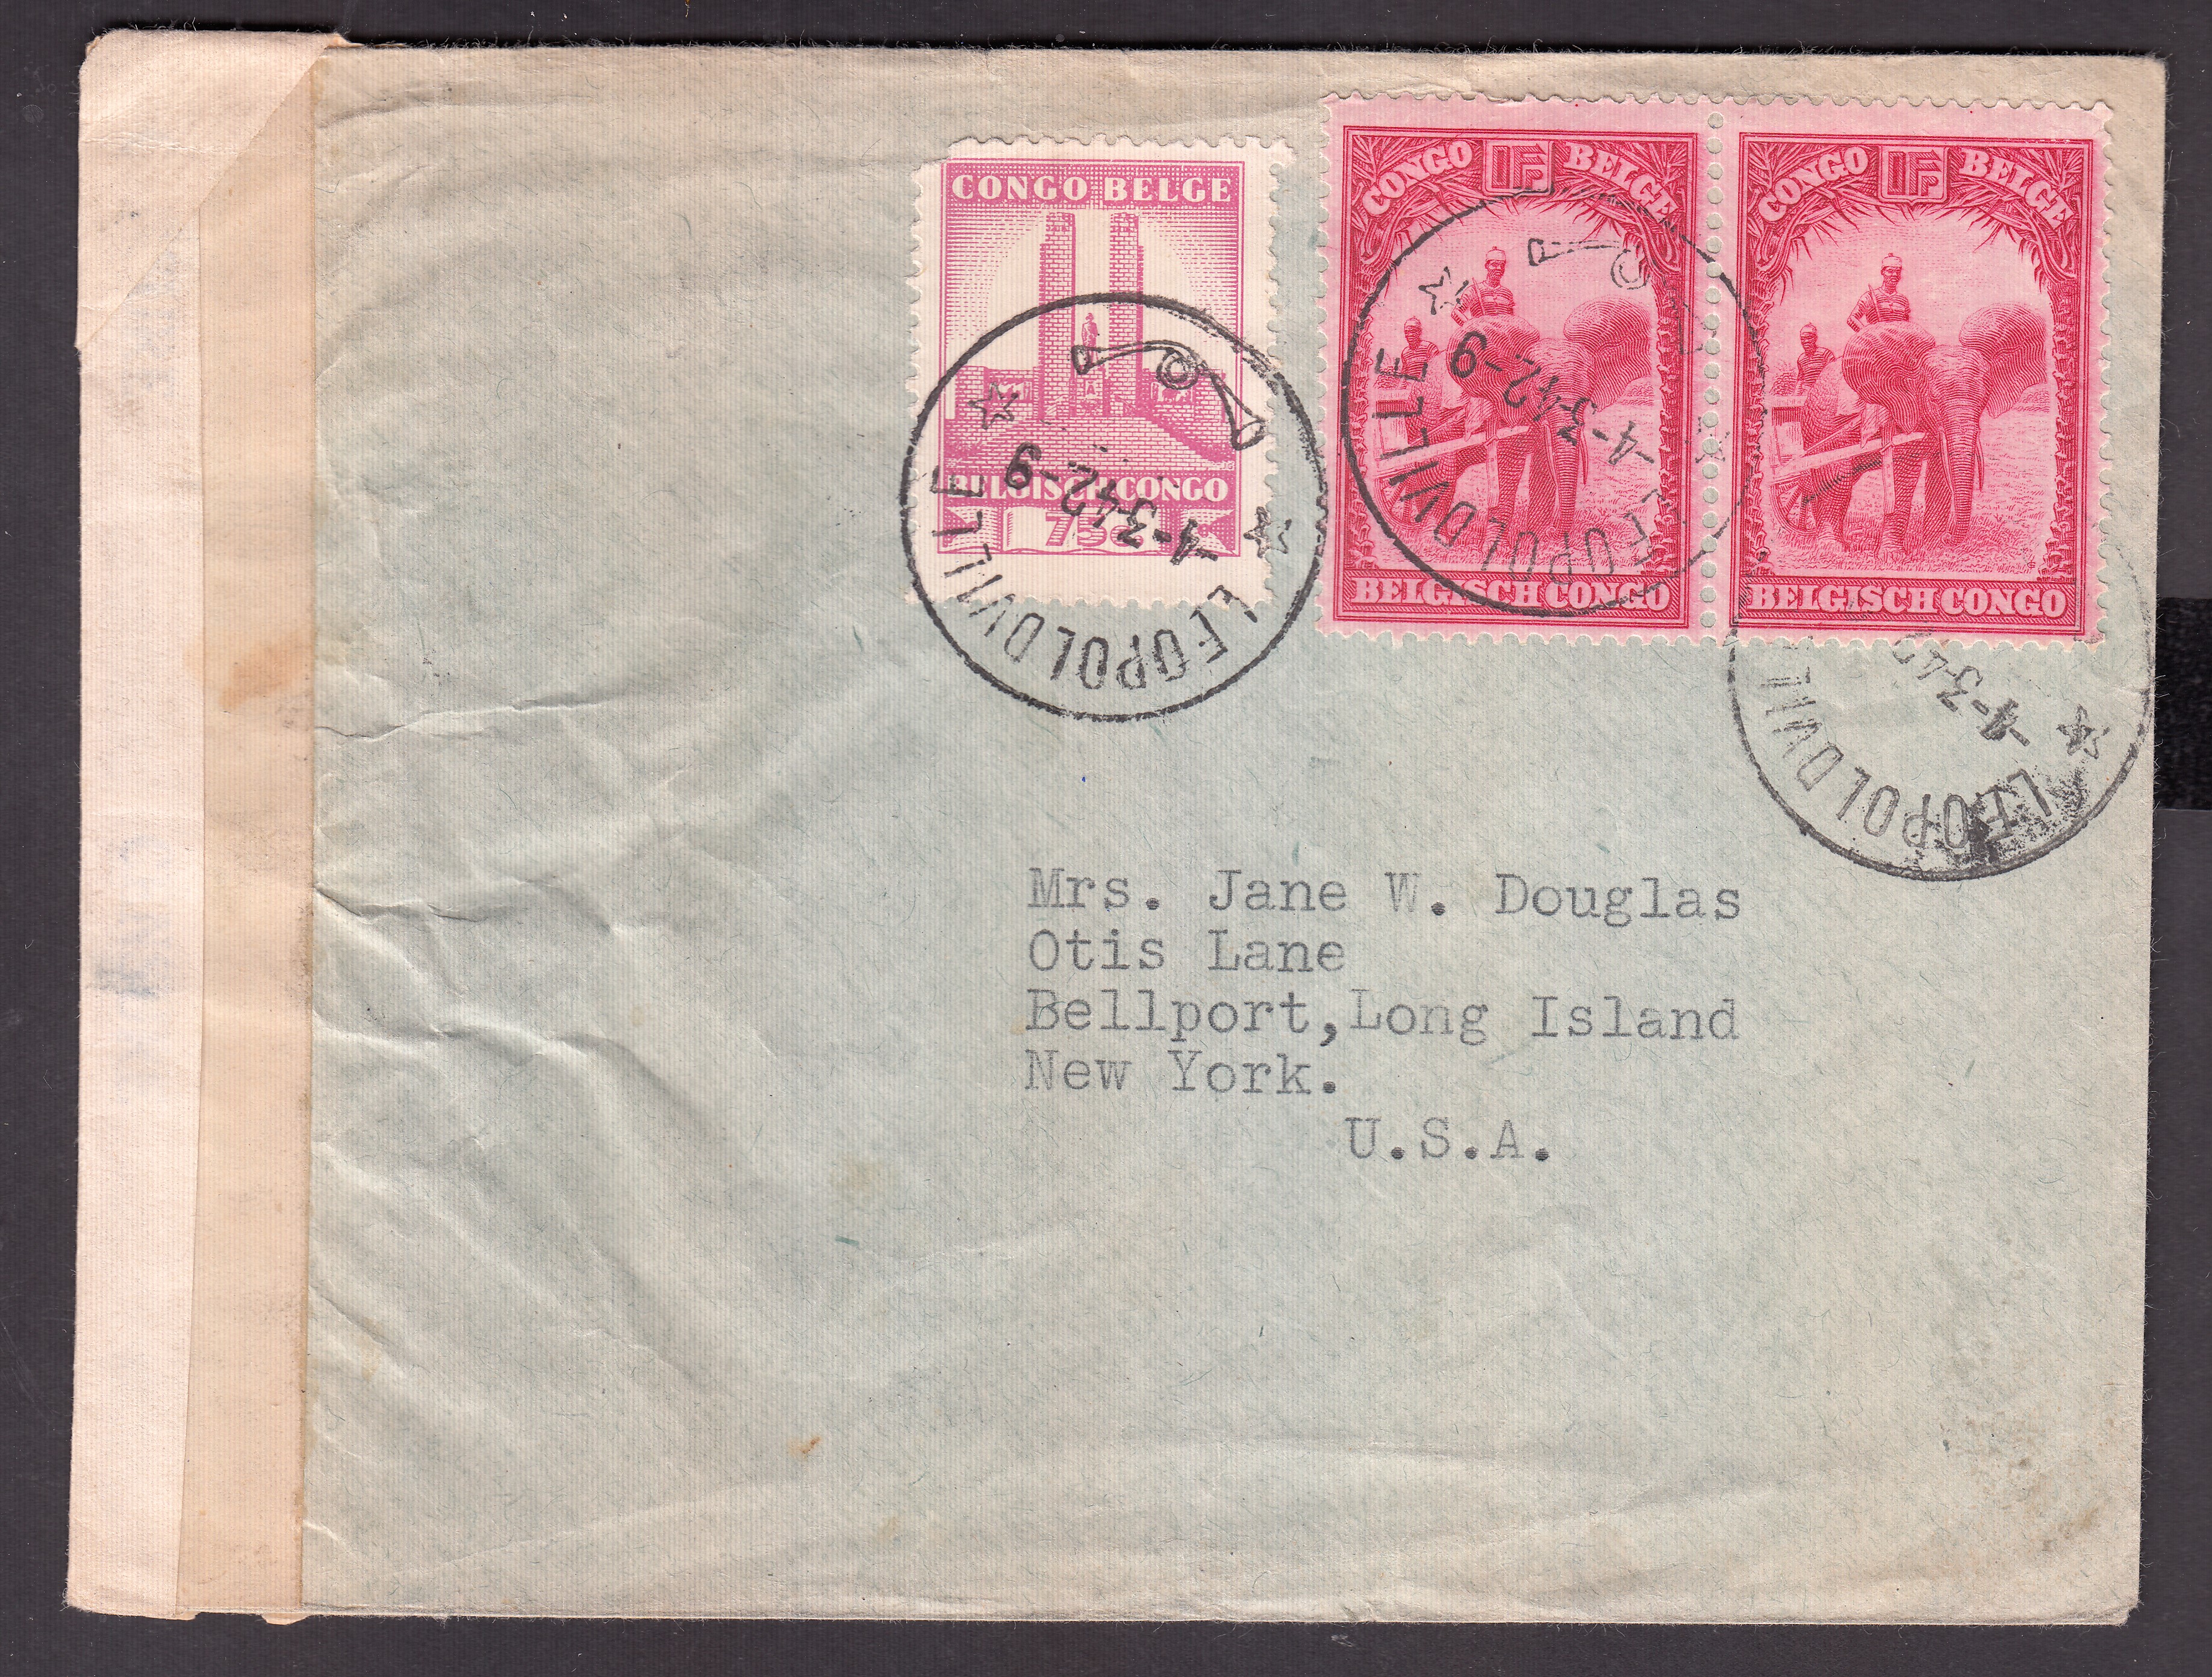 CONGO BELGE
BELGISCH CONGO
75c
LEOPOLDVILLE
-4-3-42-9
CONGO 1F. BELGE
BELGISCH CONGO
LEOPOLDVILLE
-4-3-42-9
CONGO 1F. BELGE
BELGISCH CONGO
LEOPOLDVILLE
-4-3-42
Mrs. Jane W. Douglas
Otis Lane
Bellport,Long Island
New York.
U.S.A.